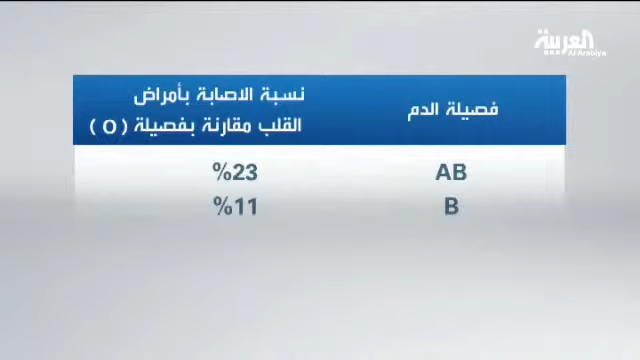 العربية
Al Arabiya
فصيلة الدم
نسبة الاصابة بأمراض
القلب مقارنة بفصيلة ( O )
AB
%23
B
%11